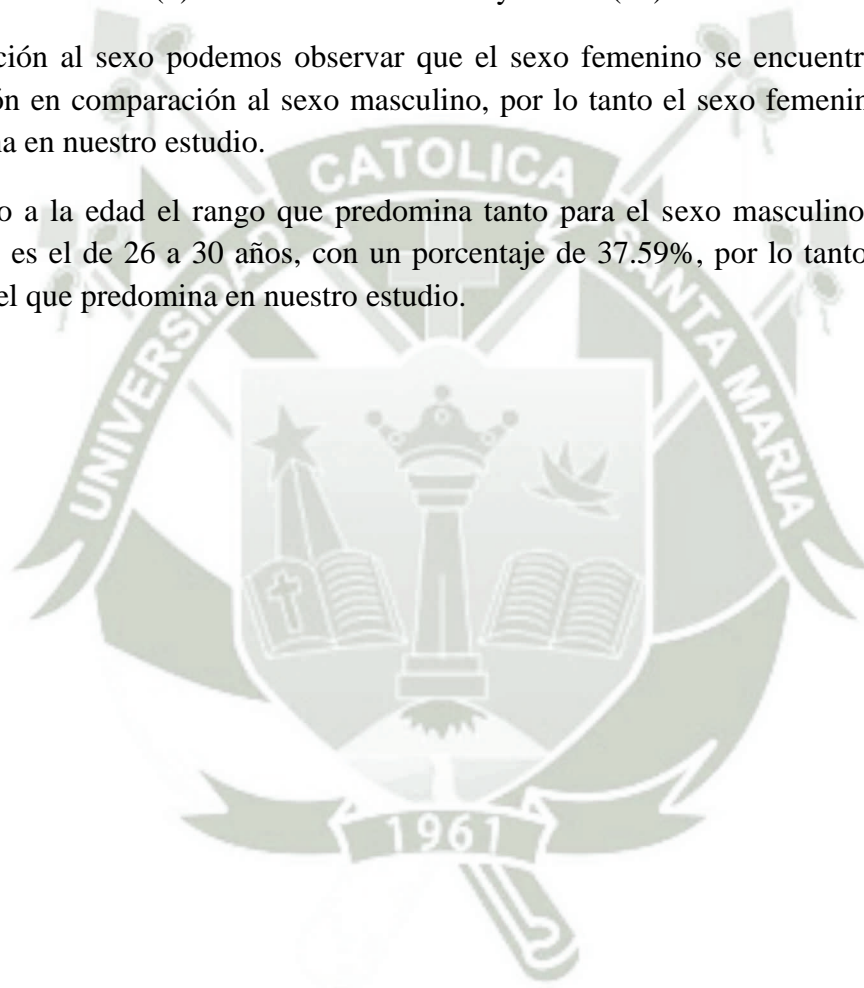 ción al sexo podemos observar que el sexo femenino se encuentr
ón en comparación al sexo masculino, por lo tanto el sexo femenin
na en nuestro estudio.
o a la edad el rango que predomina tanto para el sexo masculino
es el de 26 a 30 años, con un porcentaje de 37.59%, por lo tanto
el que predomina en nuestro estudio.
UNIVERSIDAD CATOLICA SANTA MARIA
1961